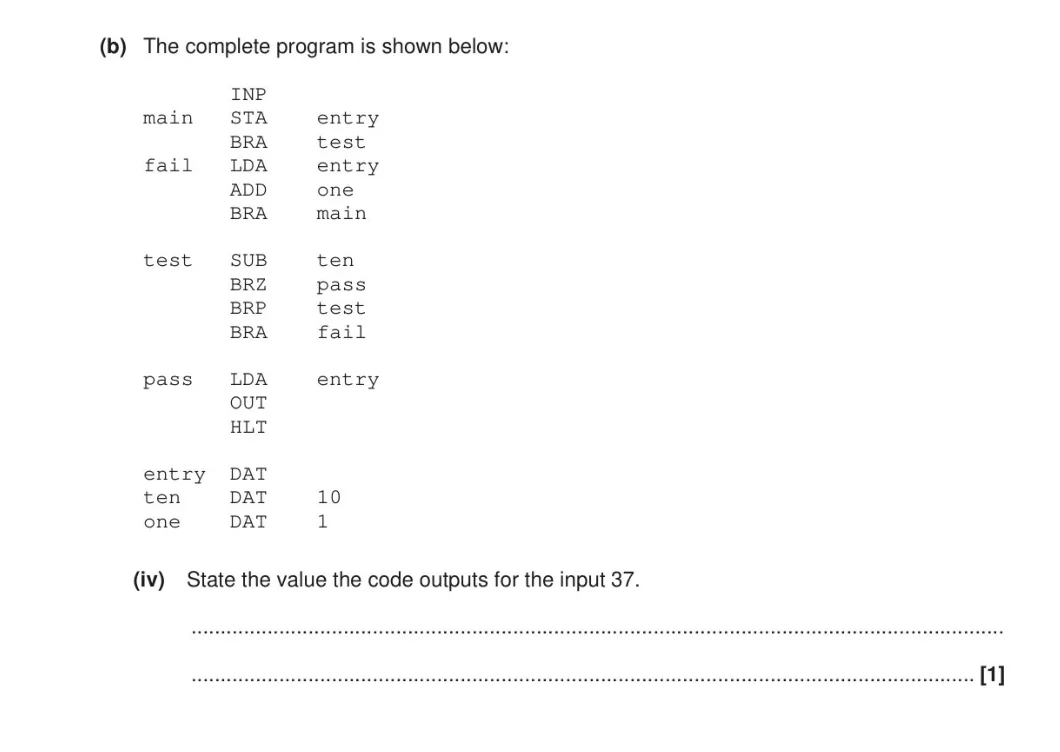 (b) The complete program is shown below:
INP
main STA entry
BRA test
fail LDA entry
ADD one
BRA main
test SUB ten
BRZ pass
BRP test
BRA fail
pass LDA entry
OUT
HLT
entry DAT
ten DAT 10
one DAT 1
(iv) State the value the code outputs for the input 37.
[1]